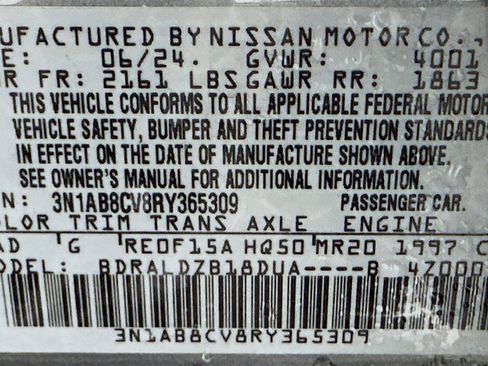 UFACTURED BY NISSAN MOTOR CO.,
E: 06/24. GVWR: 4001
R FR: 2161 LBS GAWR RR: 1863
THIS VEHICLE CONFORMS TO ALL APPLICABLE FEDERAL MOTOR
VEHICLE SAFETY, BUMPER AND THEFT PREVENTION STANDARDS
IN EFFECT ON THE DATE OF MANUFACTURE SHOWN ABOVE.
SEE OWNER'S MANUAL FOR ADDITIONAL INFORMATION.
N: 3N1AB8CV8RY365309 PASSENGER CAR.
OLOR TRIM TRANS AXLE ENGINE
AD G RE0F15A HQ50 MR20 1997 C
ODEL: BDRALDZB18DUA----B 4Z000
3N1AB8CV8RY365309